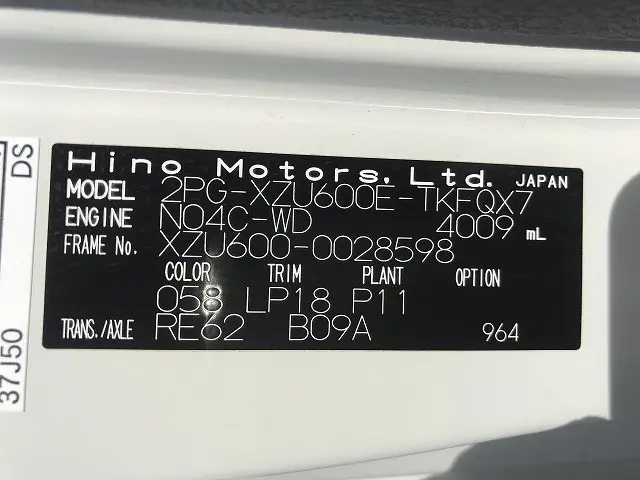 Hino Motors, Ltd. JAPAN
MODEL 2PG-XZU600E-TKFQX7
ENGINE N04C-WD 4009 mL
FRAME No. XZU600-0028598
COLOR TRIM PLANT OPTION
058 LP18 P11
TRANS./AXLE RE62 B09A 964
DS
37J50